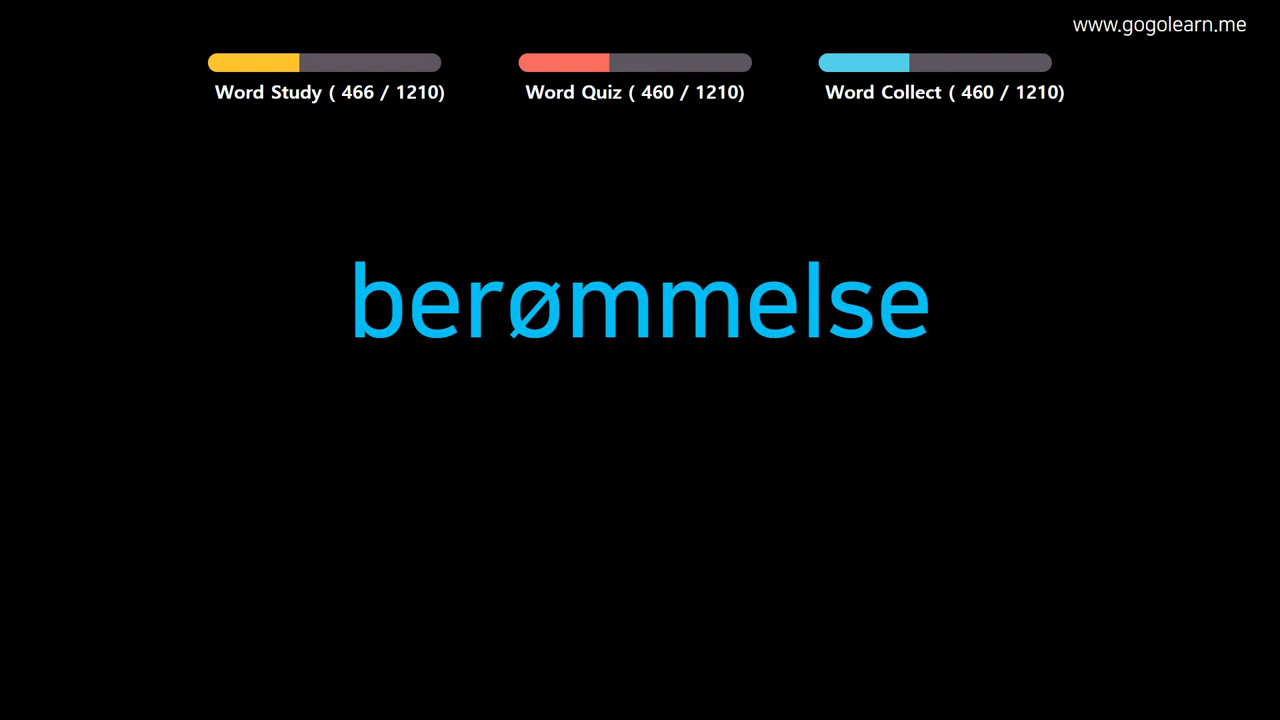 www.gogolearn.me
Word Study ( 466 / 1210)
Word Quiz ( 460 / 1210)
Word Collect ( 460 / 1210)
berømmelse